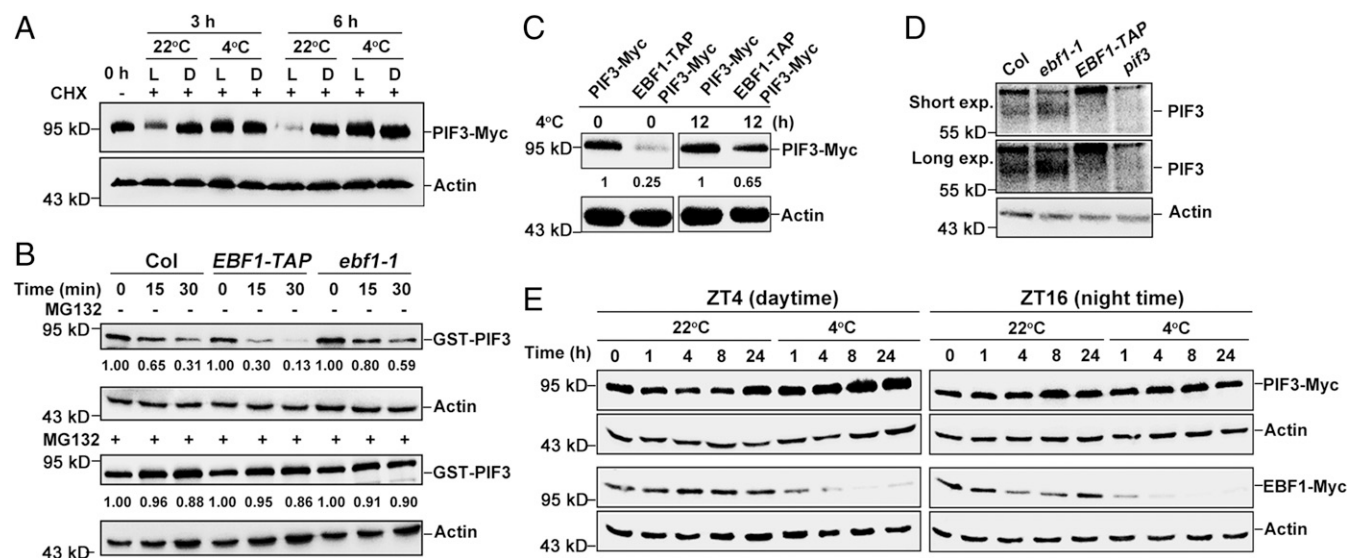 A
3 h 6 h
22°C 4°C 22°C 4°C
0 h L D L D L D L D
CHX - + + + + + + + +
95 kD PIF3-Myc
Actin
43 kD
B
Col EBF1-TAP ebf1-1
Time (min) 0 15 30 0 15 30 0 15 30
MG132 - - - - - - - - -
95 kD GST-PIF3
1.00 0.65 0.31 1.00 0.30 0.13 1.00 0.80 0.59
Actin
43 kD
MG132 + + + + + + + + +
95 kD GST-PIF3
1.00 0.96 0.88 1.00 0.95 0.86 1.00 0.91 0.90
Actin
43 kD
C
PIF3-Myc EBF1-TAP PIF3-Myc PIF3-Myc EBF1-TAP PIF3-Myc
4°C 0 0 12 12 (h)
95 kD PIF3-Myc
1 0.25 1 0.65
Actin
43 kD
D
Col ebf1-1 EBF1-TAP pif3
Short exp. PIF3
55 kD
Long exp. PIF3
55 kD
Actin
43 kD
E
ZT4 (daytime) ZT16 (night time)
22°C 4°C 22°C 4°C
Time (h) 0 1 4 8 24 1 4 8 24 0 1 4 8 24 1 4 8 24
95 kD PIF3-Myc
Actin
43 kD
EBF1-Myc
95 kD
Actin
43 kD